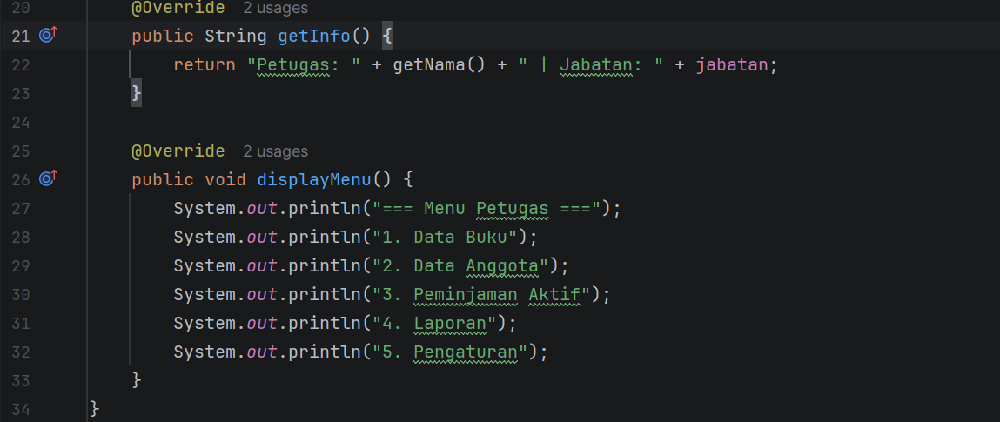 20 @Override 2 usages
21 public String getInfo() {
22 return "Petugas: " + getNama() + " | Jabatan: " + jabatan;
23 }
24
25 @Override 2 usages
26 public void displayMenu() {
27 System.out.println("=== Menu Petugas ===");
28 System.out.println("1. Data Buku");
29 System.out.println("2. Data Anggota");
30 System.out.println("3. Peminjaman Aktif");
31 System.out.println("4. Laporan");
32 System.out.println("5. Pengaturan");
33 }
34 }